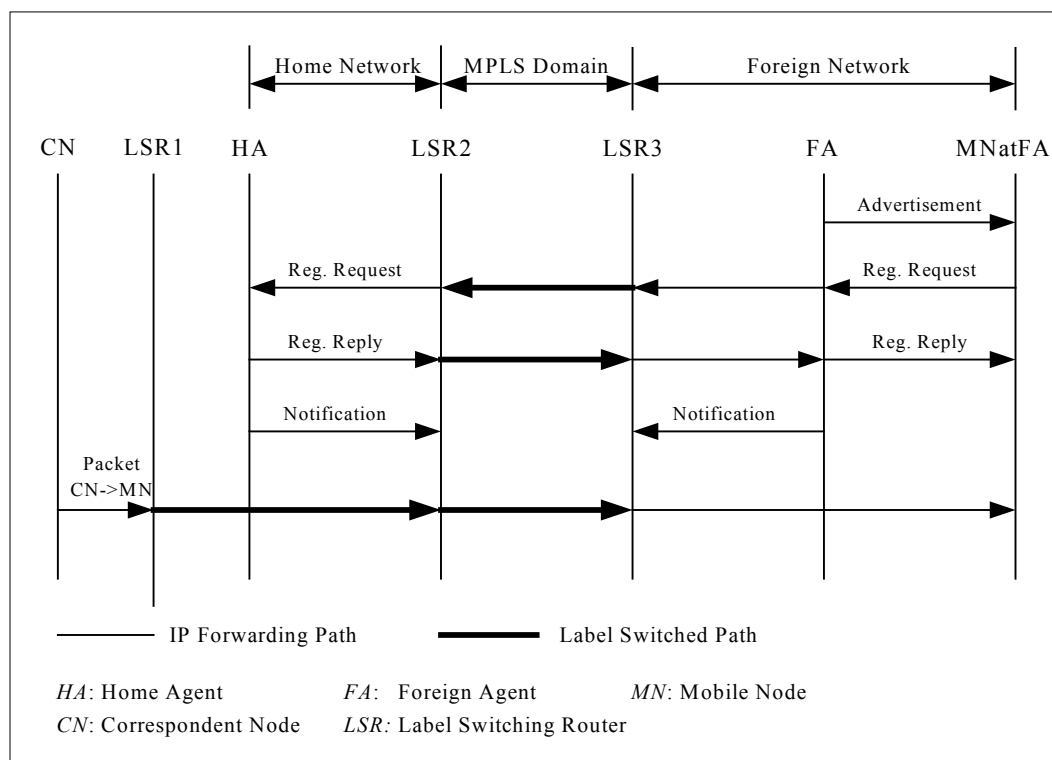 Home Network MPLS Domain Foreign Network
CN LSR1 HA LSR2 LSR3 FA MNatFA
Advertisement
Reg. Request Reg. Request
Reg. Reply Reg. Reply
Notification Notification
Packet
CN->MN
IP Forwarding Path Label Switched Path
HA: Home Agent FA: Foreign Agent MN: Mobile Node
CN: Correspondent Node LSR: Label Switching Router